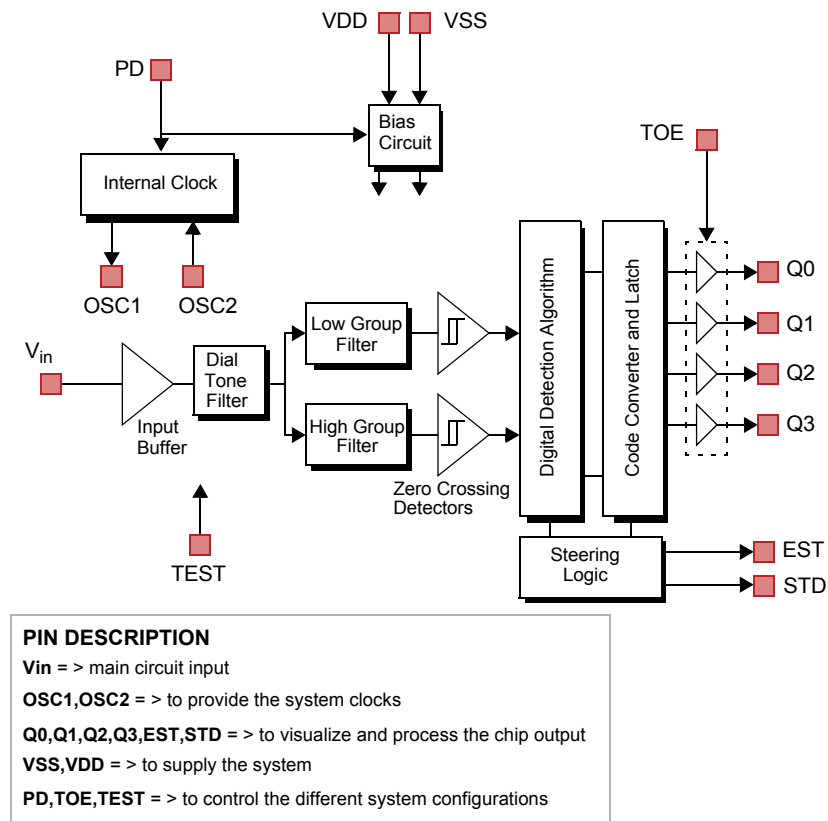 VDD
VSS
PD
Bias
Circuit
TOE
Internal Clock
OSC1
OSC2
Vin
Input
Buffer
Dial
Tone
Filter
Low Group
Filter
High Group
Filter
Zero Crossing
Detectors
Digital Detection Algorithm
Code Converter and Latch
Q0
Q1
Q2
Q3
TEST
Steering
Logic
EST
STD
PIN DESCRIPTION
Vin = > main circuit input
OSC1,OSC2 = > to provide the system clocks
Q0,Q1,Q2,Q3,EST,STD = > to visualize and process the chip output
VSS,VDD = > to supply the system
PD,TOE,TEST = > to control the different system configurations